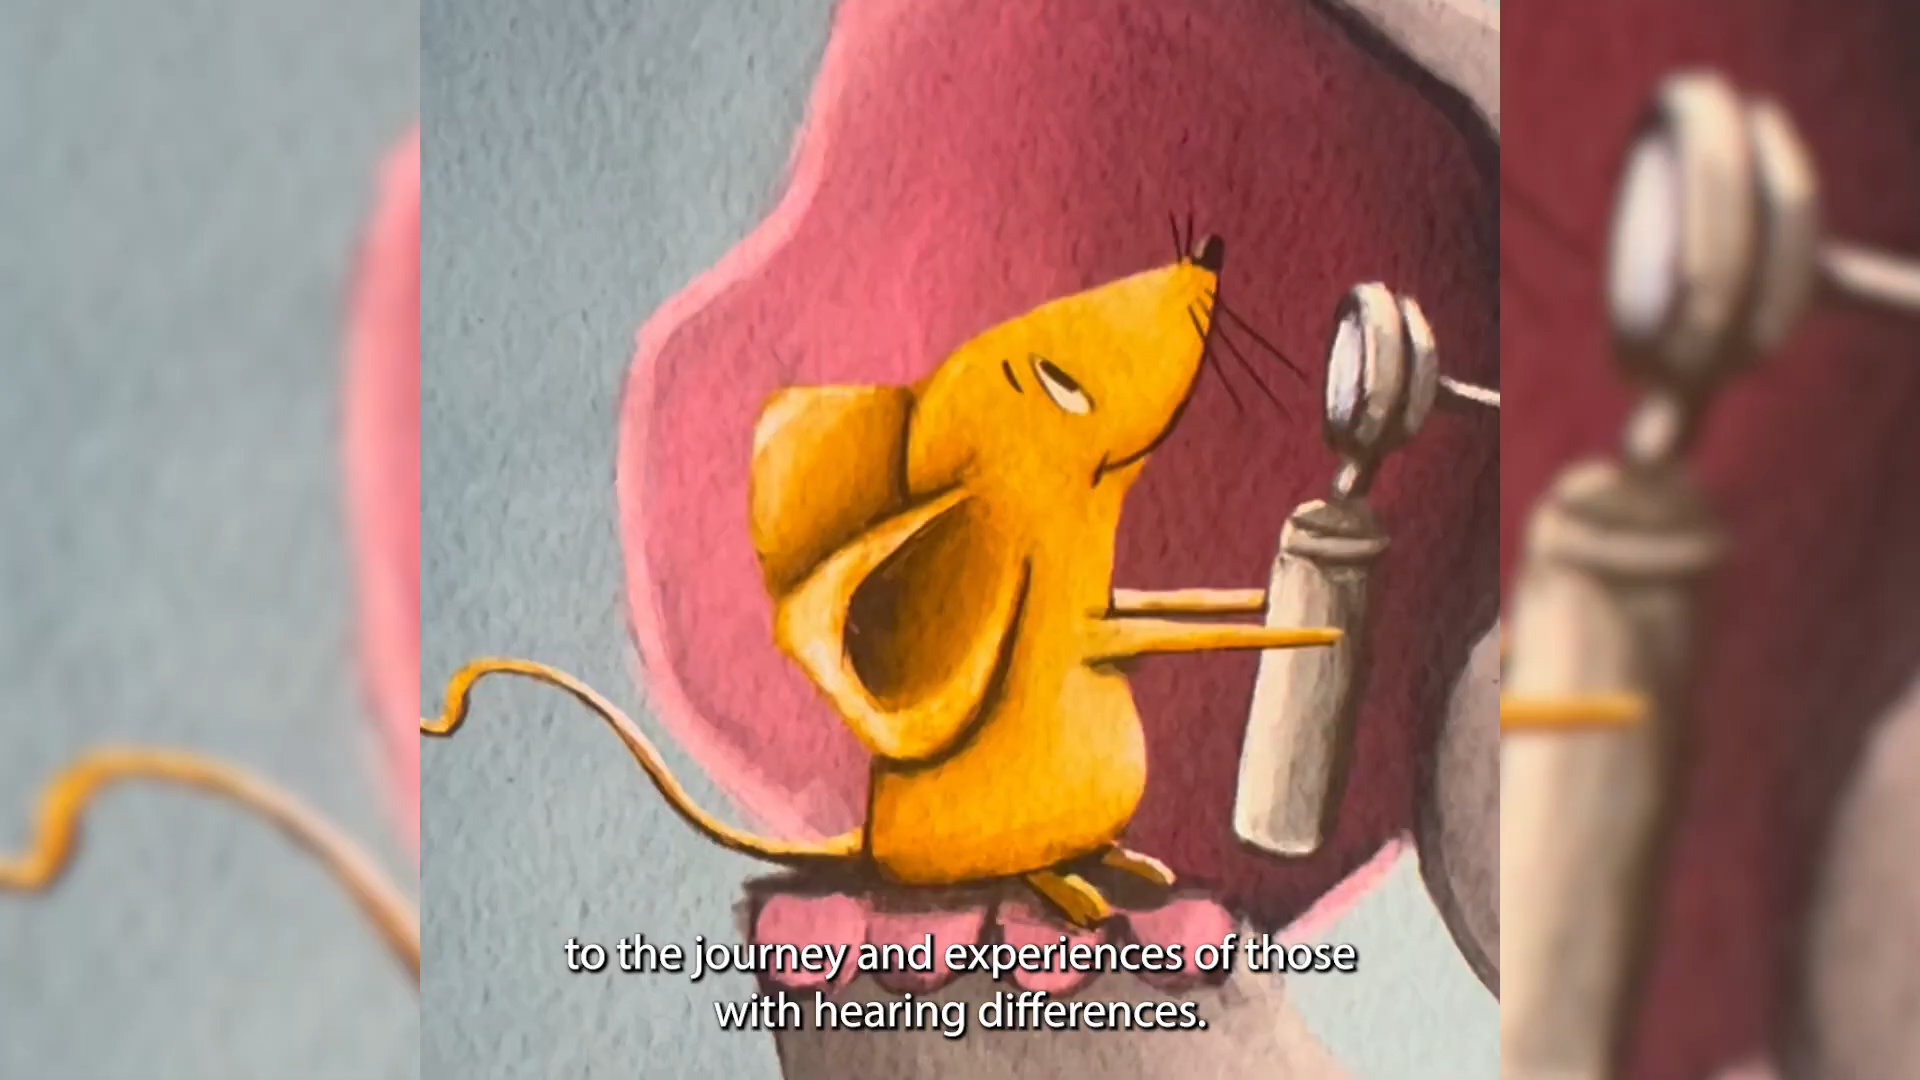 to the journey and experiences of those
with hearing differences.